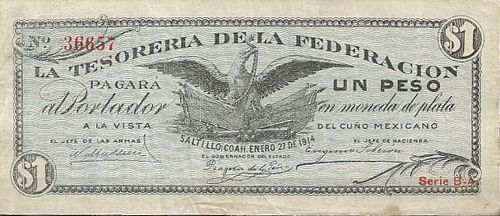 No. 36657
$1
LA TESORERIA DE LA FEDERACION
PAGARÁ
UN PESO
al Portador
en moneda de plata
A LA VISTA
DEL CUÑO MEXICANO
SALTILLO, COAH. ENERO 27 DE 1914
EL JEFE DE LAS ARMAS
EL GOBERNADOR DEL ESTADO
EL JEFE DE HACIENDA
$1
Serie B-A.